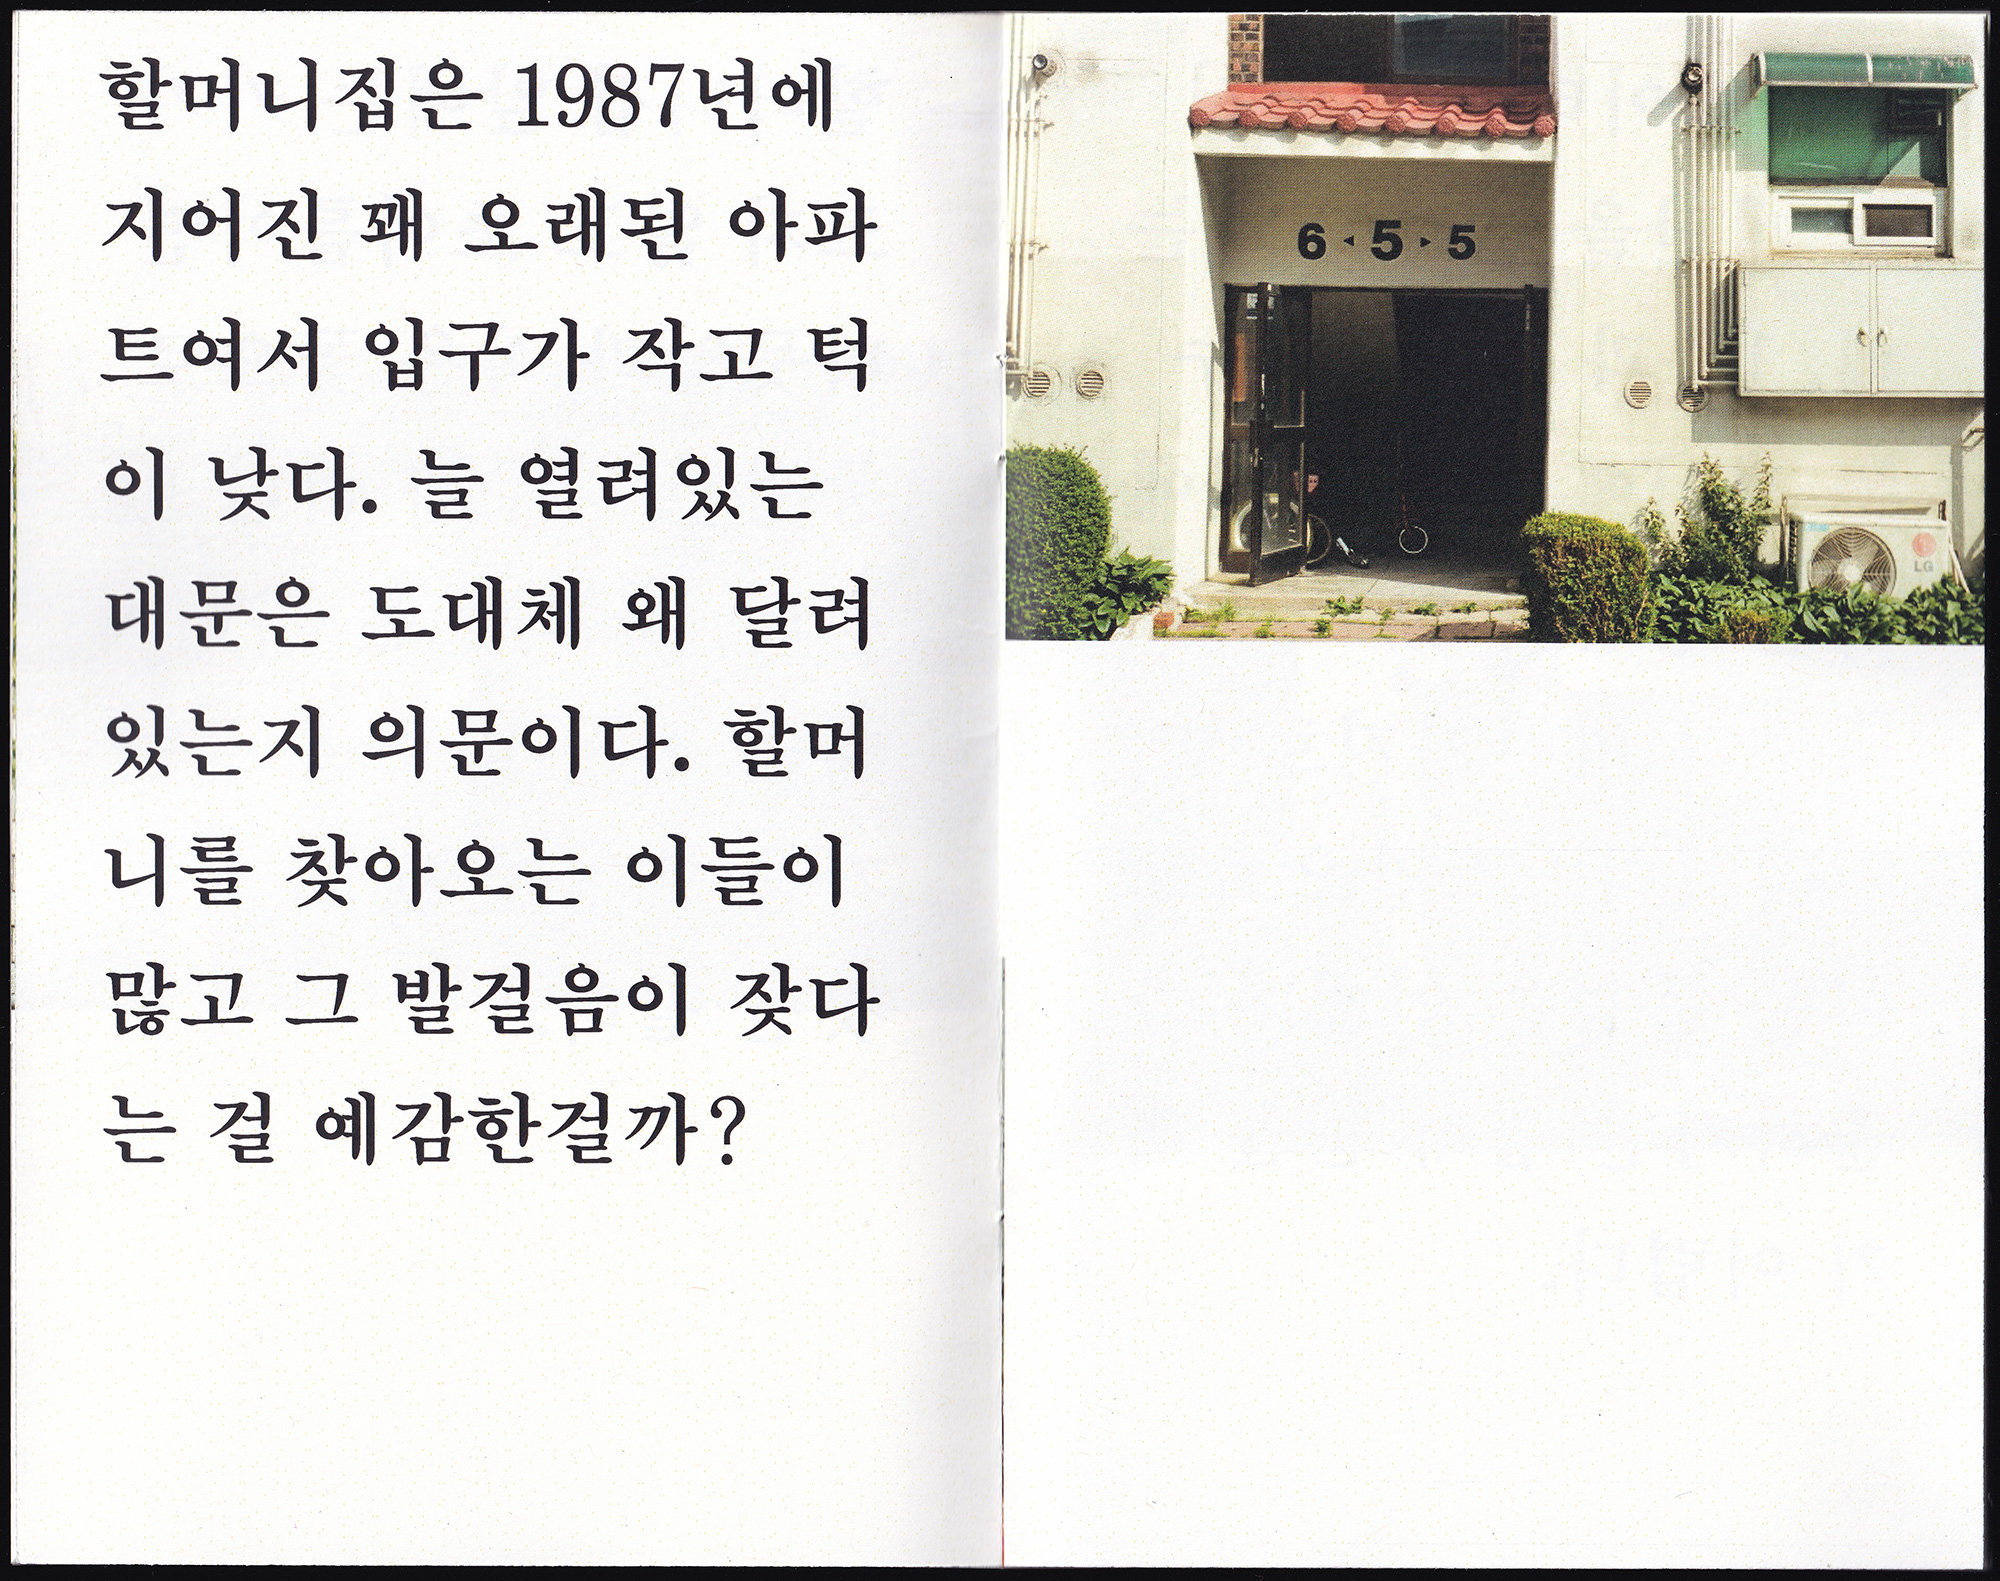 할머니집은 1987년에
지어진 꽤 오래된 아파
트여서 입구가 작고 턱
이 낮다. 늘 열려있는
대문은 도대체 왜 달려
있는지 의문이다. 할머
니를 찾아오는 이들이
많고 그 발걸음이 잦다
는 걸 예감한걸까?
6◂5▸5
LG